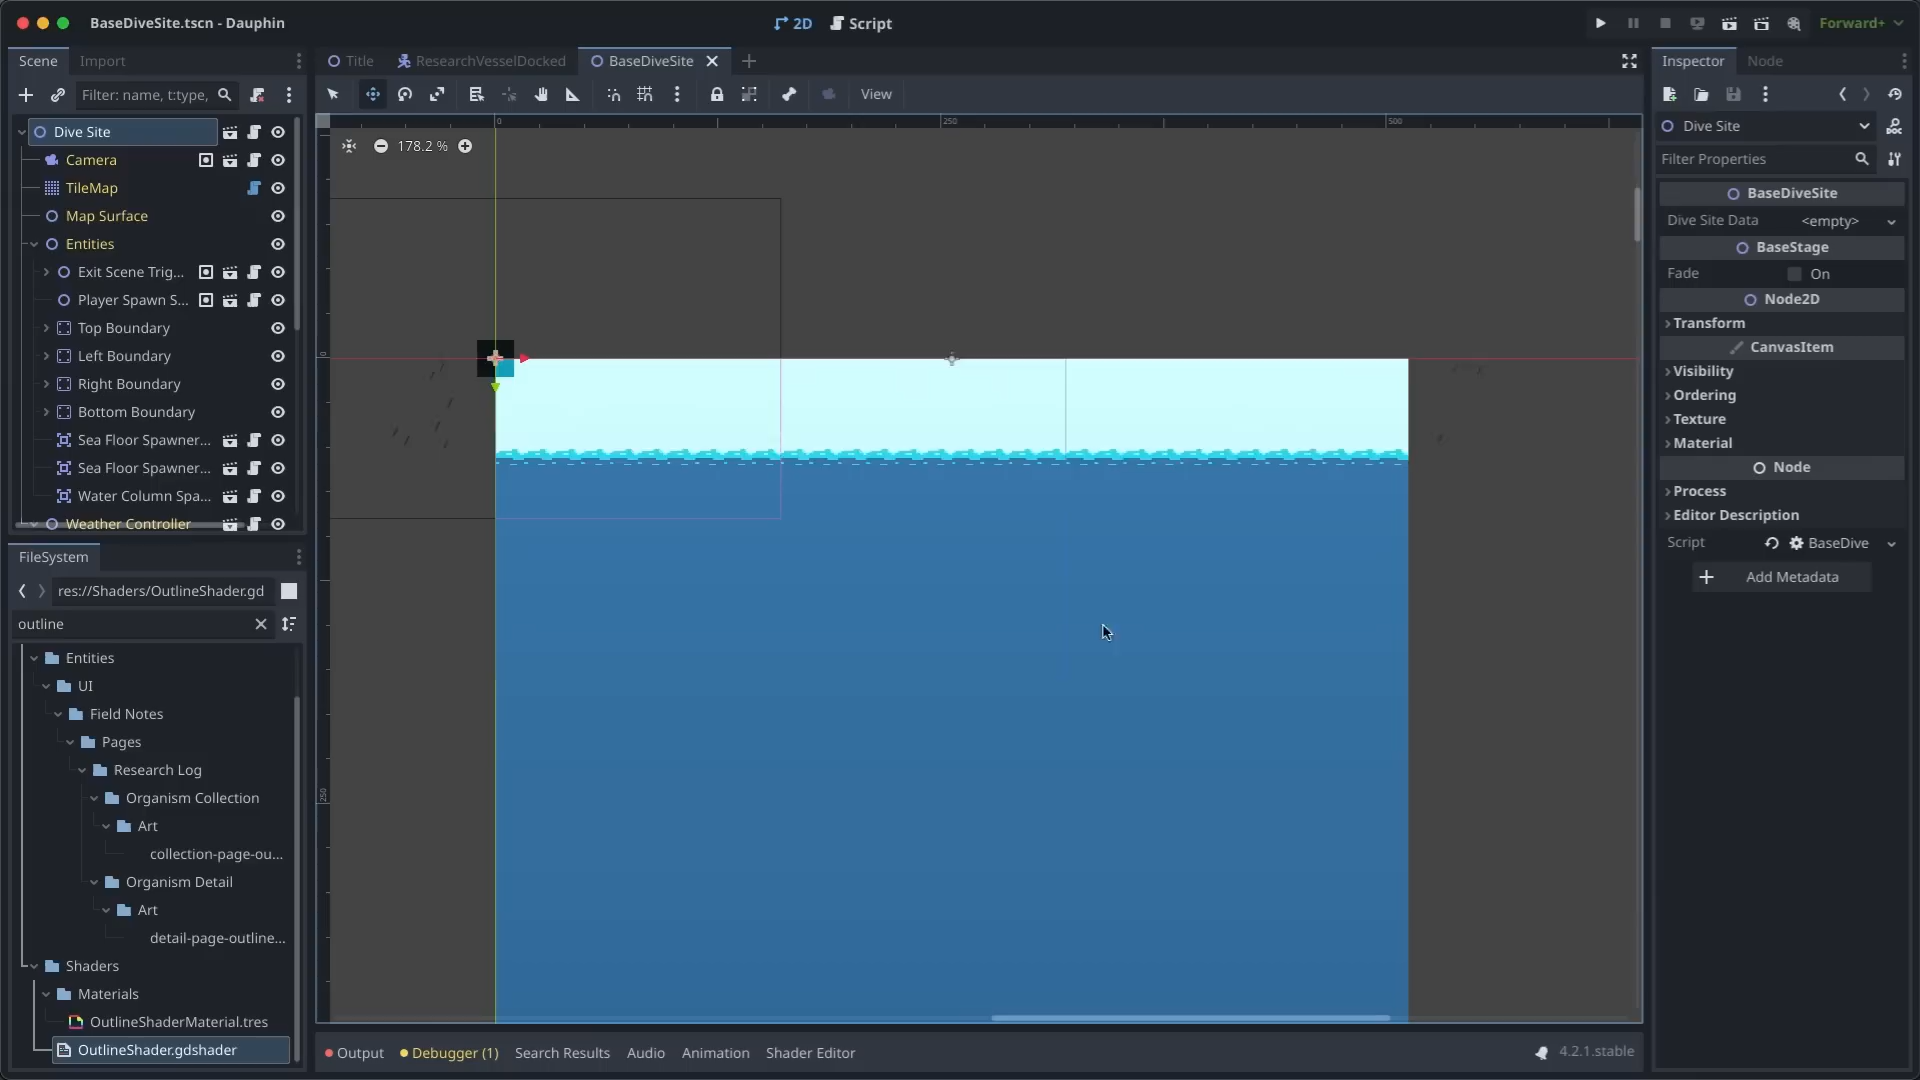 BaseDiveSite.tscn - Dauphin
2D
Script
Forward+
Scene
Import
Filter: name, t:type,
Dive Site
Camera
TileMap
Map Surface
Entities
Exit Scene Trig...
Player Spawn S...
Top Boundary
Left Boundary
Right Boundary
Bottom Boundary
Sea Floor Spawner...
Sea Floor Spawner...
Water Column Spa...
Weather Controller
FileSystem
res://Shaders/OutlineShader.gd
outline
Entities
UI
Field Notes
Pages
Research Log
Organism Collection
Art
collection-page-ou...
Organism Detail
Art
detail-page-outline...
Shaders
Materials
OutlineShaderMaterial.tres
OutlineShader.gdshader
Title
ResearchVesselDocked
BaseDiveSite
View
0
250
500
178.2 %
0
250
Output
Debugger (1)
Search Results
Audio
Animation
Shader Editor
4.2.1.stable
Inspector
Node
Dive Site
Filter Properties
BaseDiveSite
Dive Site Data
<empty>
BaseStage
Fade
On
Node2D
Transform
CanvasItem
Visibility
Ordering
Texture
Material
Node
Process
Editor Description
Script
BaseDive
Add Metadata